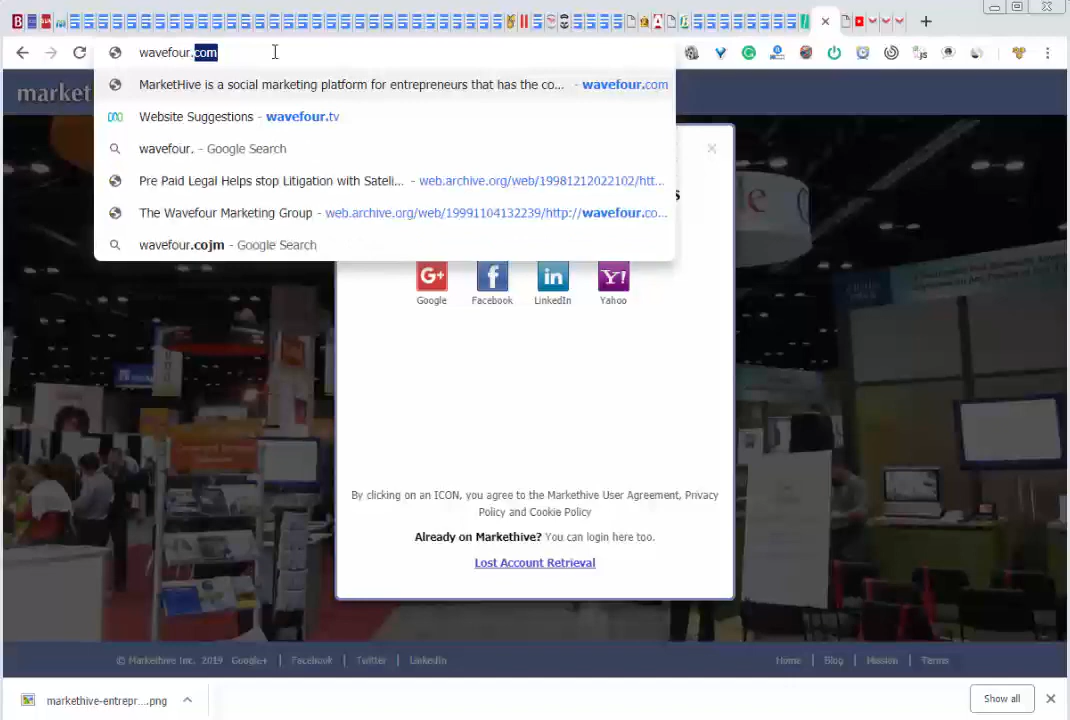 wavefour.com
market
MarketHive is a social marketing platform for entrepreneurs that has the co... - wavefour.com
Website Suggestions - wavefour.tv
wavefour. - Google Search
Pre Paid Legal Helps stop Litigation with Sateli... - web.archive.org/web/19981212022102/htt...
The Wavefour Marketing Group - web.archive.org/web/19991104132239/http://wavefour.co...
wavefour.cojm - Google Search
G+ f in Y!
Google Facebook LinkedIn Yahoo
By clicking on an ICON, you agree to the Markethive User Agreement, Privacy
Policy and Cookie Policy
Already on Markethive? You can login here too.
Lost Account Retrieval
© Markethive Inc. 2019 Google+ | Facebook | Twitter | LinkedIn Home | Blog | Mission | Terms
markethive-entrepr....png Show all